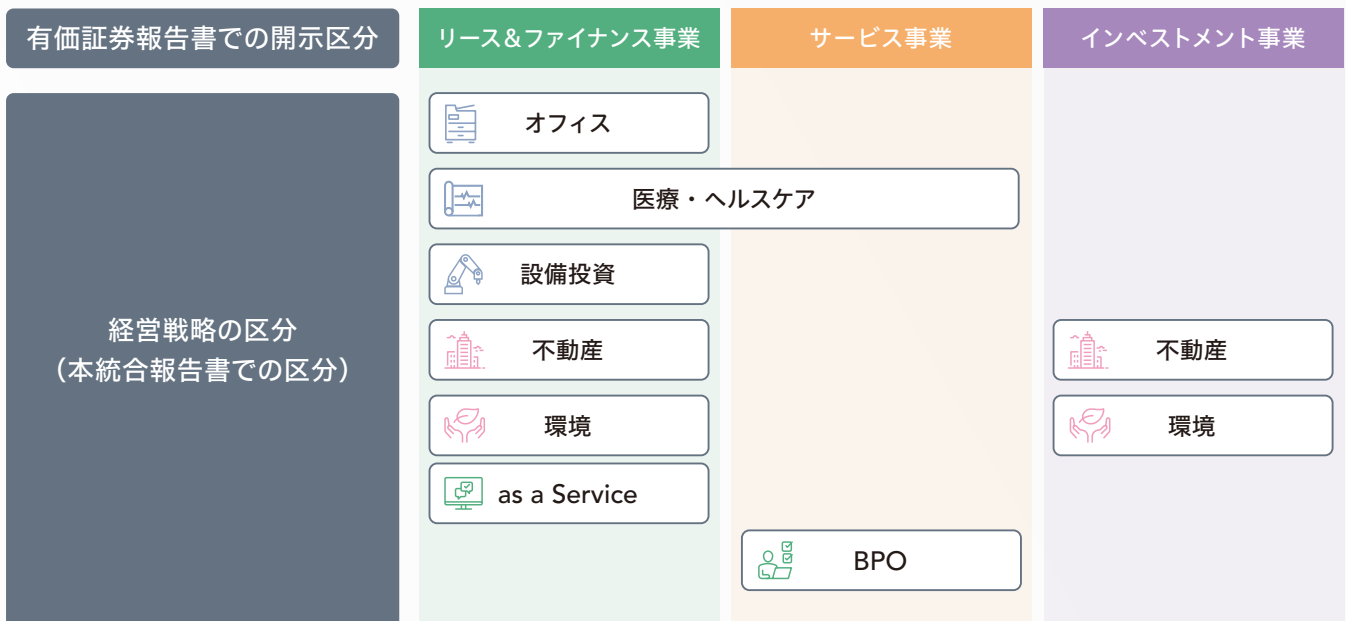 有価証券報告書での開示区分
リース&ファイナンス事業
サービス事業
インベストメント事業
経営戦略の区分
（本統合報告書での区分）
オフィス
医療・ヘルスケア
設備投資
不動産
不動産
環境
環境
as a Service
BPO